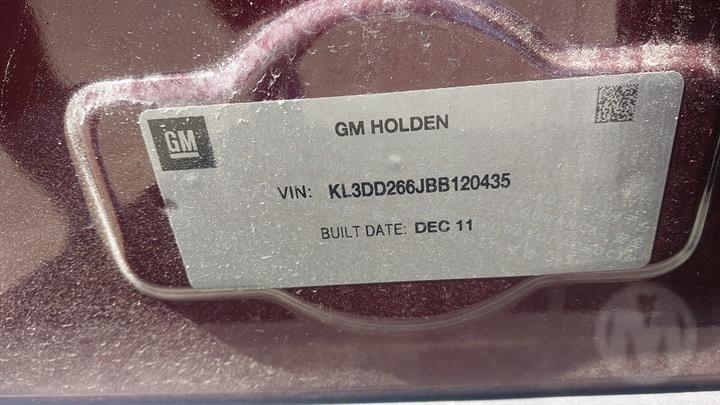 GM
GM HOLDEN
VIN: KL3DD266JBB120435
BUILT DATE: DEC 11
M